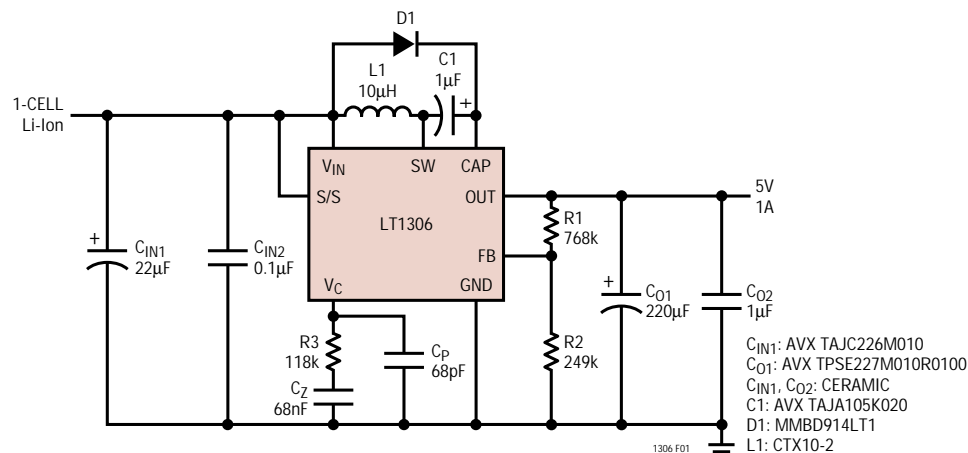 D1
L1
10µH
C1
1µF
+
1-CELL
Li-Ion
VIN
SW
CAP
S/S
OUT
LT1306
FB
VC
GND
5V
1A
R1
768k
+
CIN1
22µF
CIN2
0.1µF
+
CO1
220µF
CO2
1µF
R3
118k
CP
68pF
R2
249k
CZ
68nF
CIN1: AVX TAJC226M010
CO1: AVX TPSE227M010R0100
CIN1, CO2: CERAMIC
C1: AVX TAJA105K020
D1: MMBD914LT1
L1: CTX10-2
1306 F01